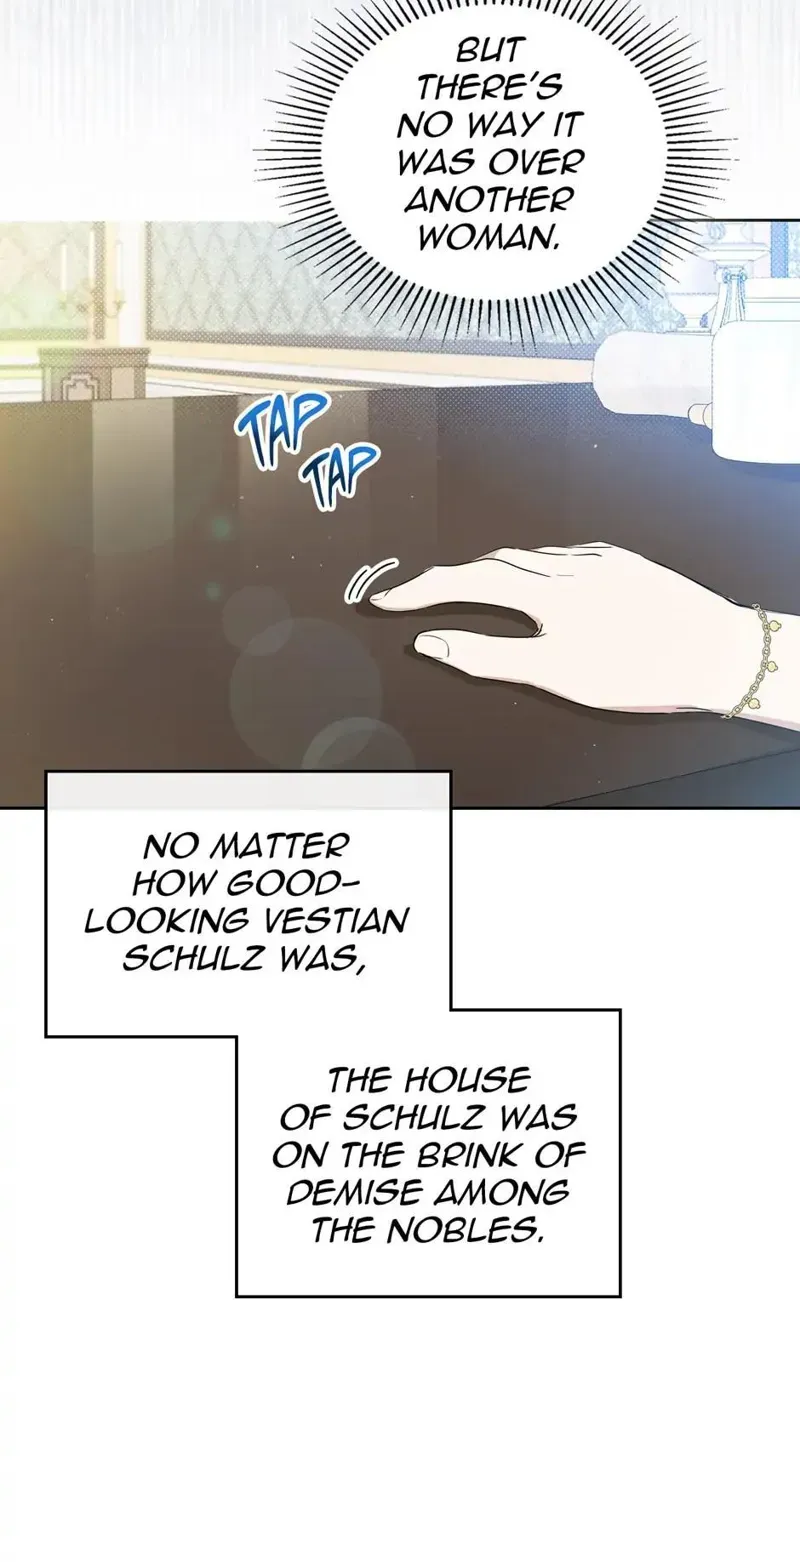 BUT
THERE'S
NO WAY IT
WAS OVER
ANOTHER
WOMAN.
TAP
TAP
NO MATTER
HOW GOOD-
LOOKING VESTIAN
SCHULZ WAS,
THE HOUSE
OF SCHULZ WAS
ON THE BRINK OF
DEMISE AMONG
THE NOBLES.